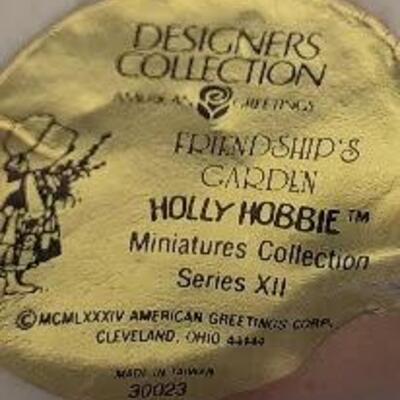 DESIGNERS
COLLECTION
AMERICAN GREETINGS
FRIENDSHIP'S
GARDEN
HOLLY HOBBIE™
Miniatures Collection
Series XII
©MCMLXXXIV AMERICAN GREETINGS CORP.
CLEVELAND, OHIO 44144
MADE IN TAIWAN
30023